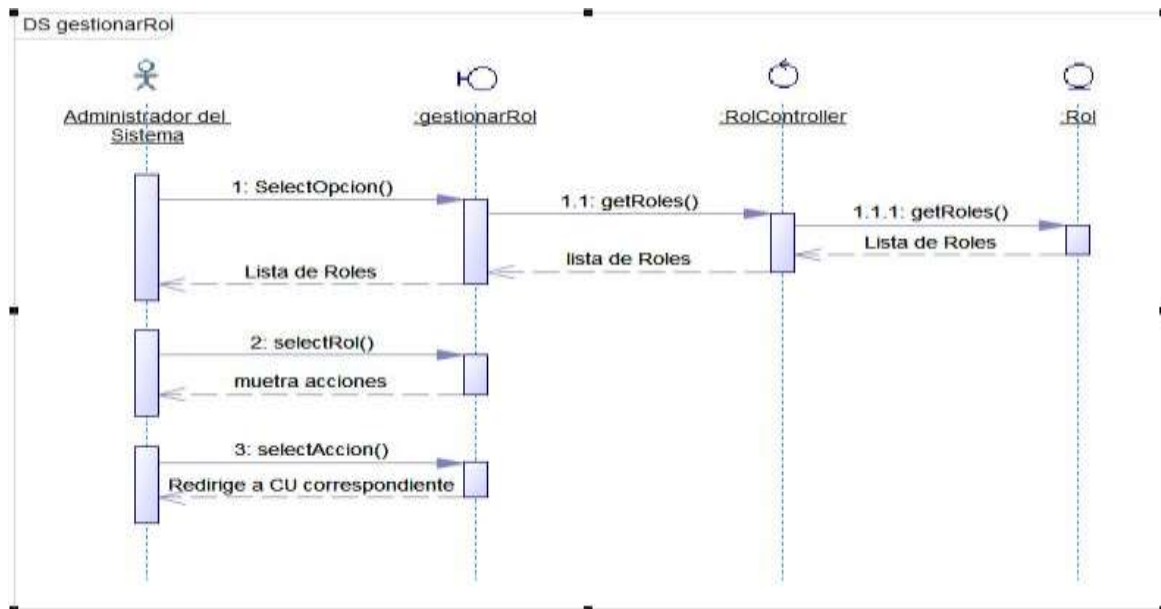 DS gestionarRol
Administrador del
Sistema
:gestionarRol
:RolController
:Rol
1: SelectOpcion()
1.1: getRoles()
1.1.1: getRoles()
Lista de Roles
lista de Roles
Lista de Roles
2: selectRol()
muetra acciones
3: selectAccion()
Redirige a CU correspondiente